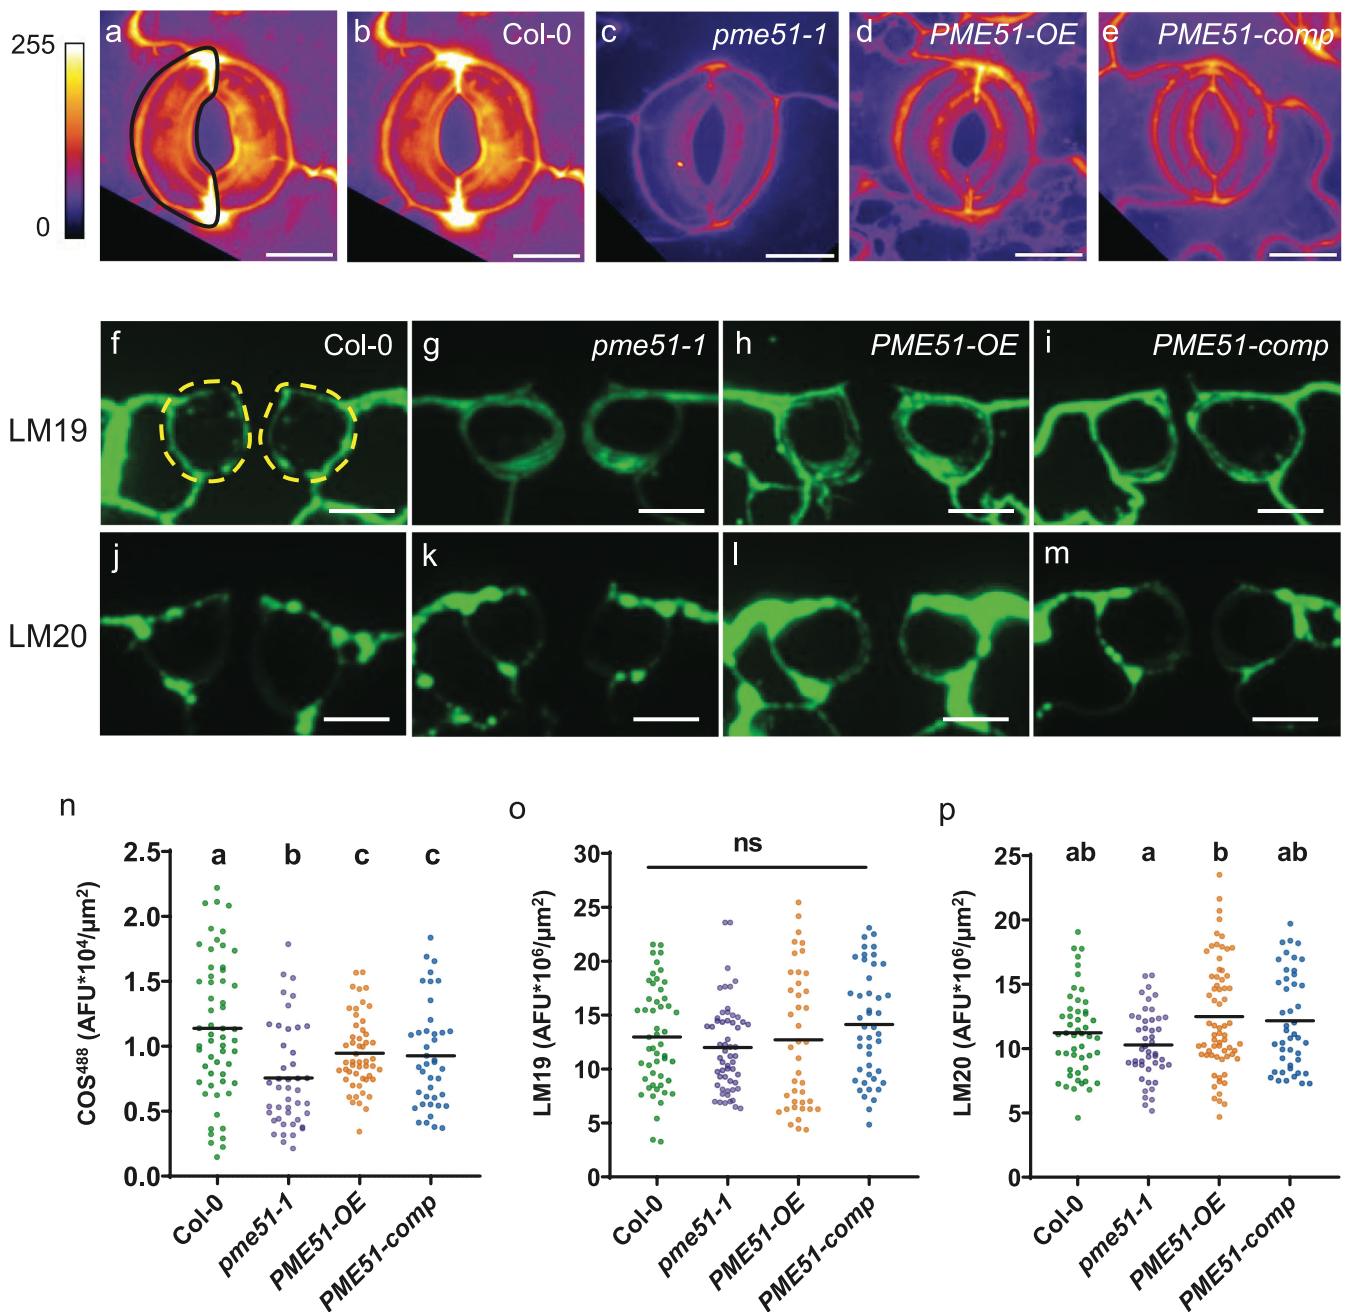 255
0
a
b Col-0
c pme51-1
d PME51-OE
e PME51-comp
LM19
f Col-0
g pme51-1
h PME51-OE
i PME51-comp
LM20
j
k
l
m
n
COS⁴⁸⁸ (AFU*10⁴/µm²)
2.5
2.0
1.5
1.0
0.5
0.0
a b c c
Col-0
pme51-1
PME51-OE
PME51-comp
o
LM19 (AFU*10⁶/µm²)
30
25
20
15
10
5
0
ns
Col-0
pme51-1
PME51-OE
PME51-comp
p
LM20 (AFU*10⁶/µm²)
25
20
15
10
5
0
ab a b ab
Col-0
pme51-1
PME51-OE
PME51-comp